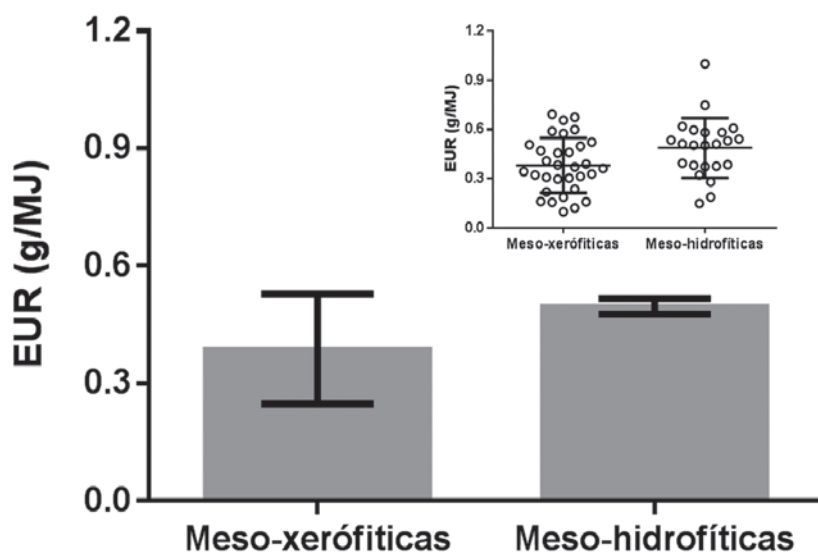 EUR (g/MJ)
1.2
0.9
0.6
0.3
0.0
Meso-xerófiticas
Meso-hidrofíticas
EUR (g/MJ)
1.2
0.9
0.6
0.3
0.0
Meso-xerófiticas
Meso-hidrofíticas